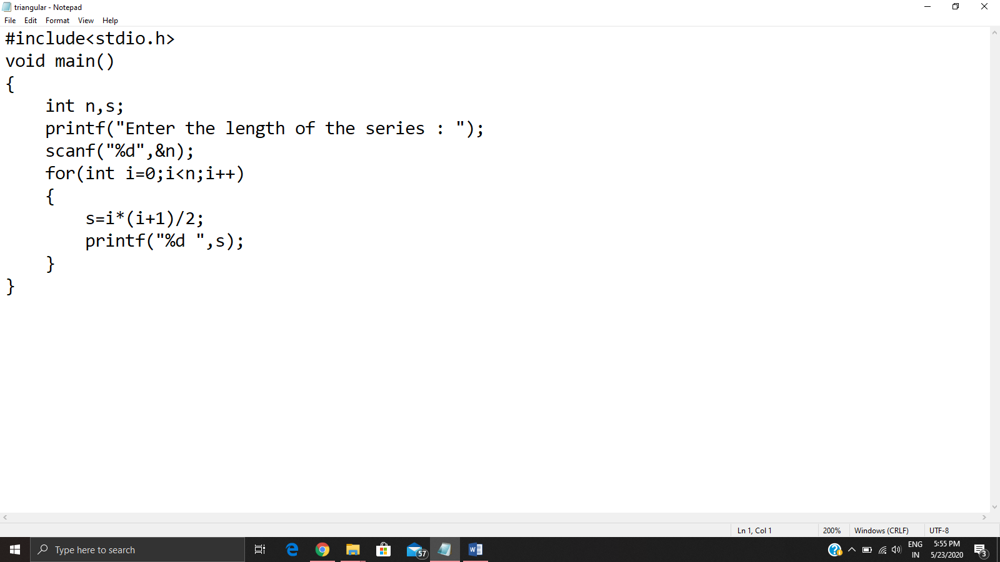 triangular - Notepad
File Edit Format View Help
#include<stdio.h>
void main()
{
    int n,s;
    printf("Enter the length of the series : ");
    scanf("%d",&n);
    for(int i=0;i<n;i++)
    {
        s=i*(i+1)/2;
        printf("%d ",s);
    }
}
Ln 1, Col 1 200% Windows (CRLF) UTF-8
Type here to search
57
W
ENG
IN
5:55 PM
5/23/2020
3